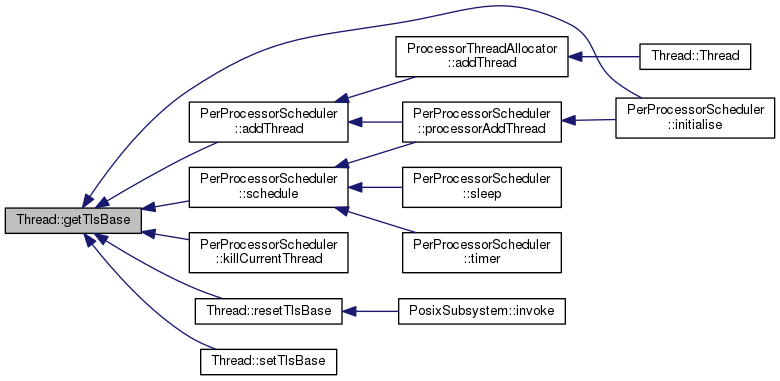 ProcessorThreadAllocator
::addThread
Thread::Thread
PerProcessorScheduler
::addThread
PerProcessorScheduler
::processorAddThread
PerProcessorScheduler
::initialise
PerProcessorScheduler
::schedule
PerProcessorScheduler
::sleep
Thread::getTlsBase
PerProcessorScheduler
::killCurrentThread
PerProcessorScheduler
::timer
Thread::resetTlsBase
PosixSubsystem::invoke
Thread::setTlsBase